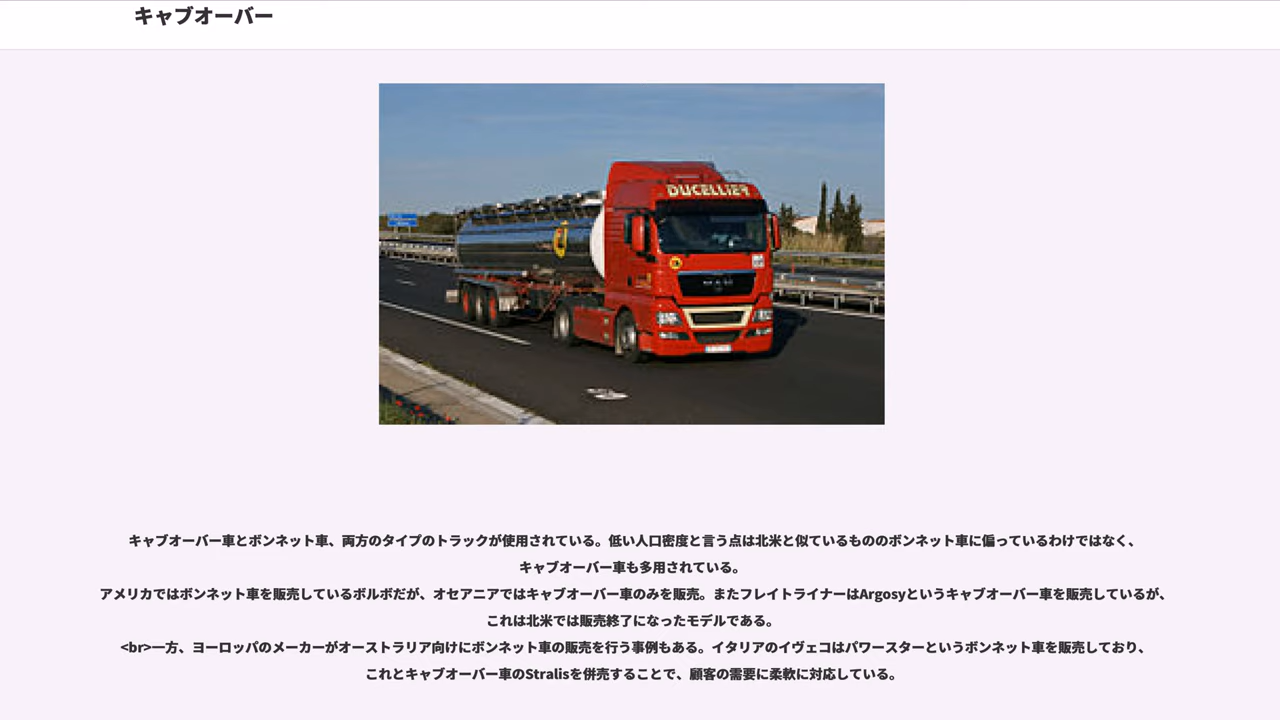 キャブオーバー
DUCELLIER
MAN
キャブオーバー車とボンネット車、両方のタイプのトラックが使用されている。低い人口密度と言う点は北米と似ているもののボンネット車に偏っているわけではなく、
キャブオーバー車も多用されている。
アメリカではボンネット車を販売しているボルボだが、オセアニアではキャブオーバー車のみを販売。またフレイトライナーはArgosyというキャブオーバー車を販売しているが、
これは北米では販売終了になったモデルである。
<br>一方、ヨーロッパのメーカーがオーストラリア向けにボンネット車の販売を行う事例もある。イタリアのイヴェコはパワースターというボンネット車を販売しており、
これとキャブオーバー車のStralisを併売することで、顧客の需要に柔軟に対応している。